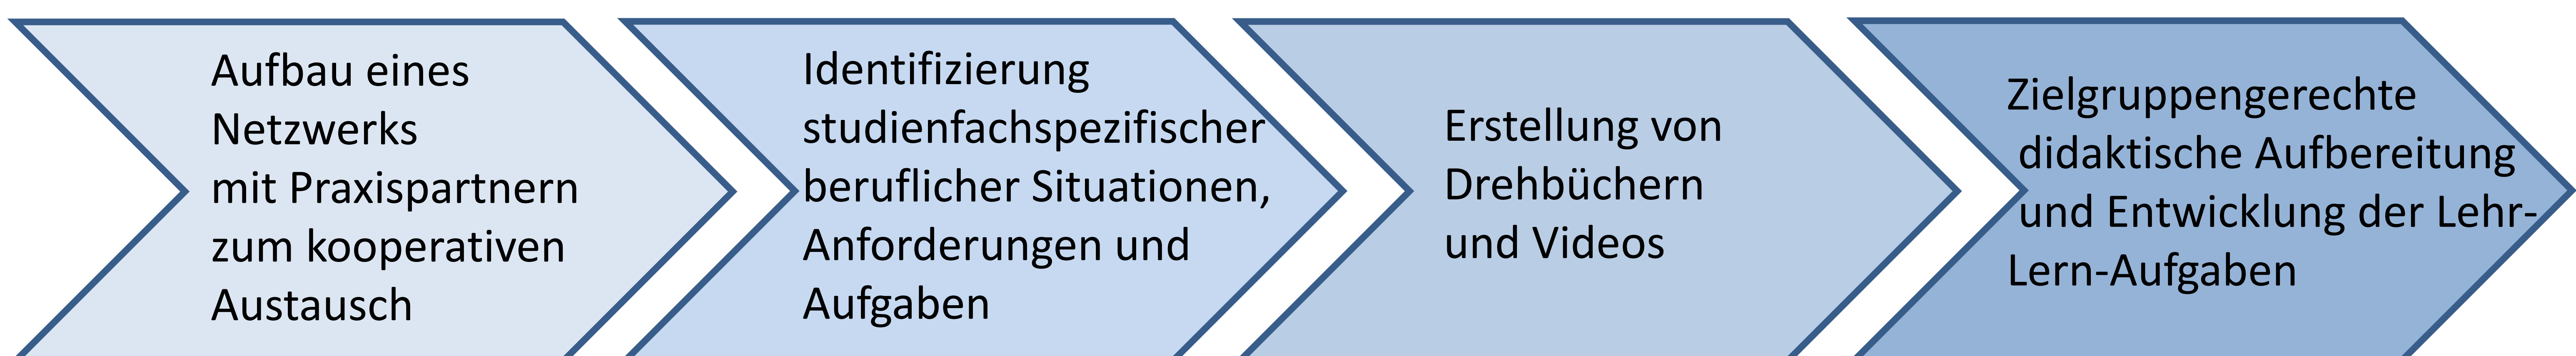 Aufbau eines
Netzwerks
mit Praxispartnern
zum kooperativen
Austausch
Identifizierung
studienfachspezifischer
beruflicher Situationen,
Anforderungen und
Aufgaben
Erstellung von
Drehbüchern
und Videos
Zielgruppengerechte
didaktische Aufbereitung
und Entwicklung der Lehr-
Lern-Aufgaben